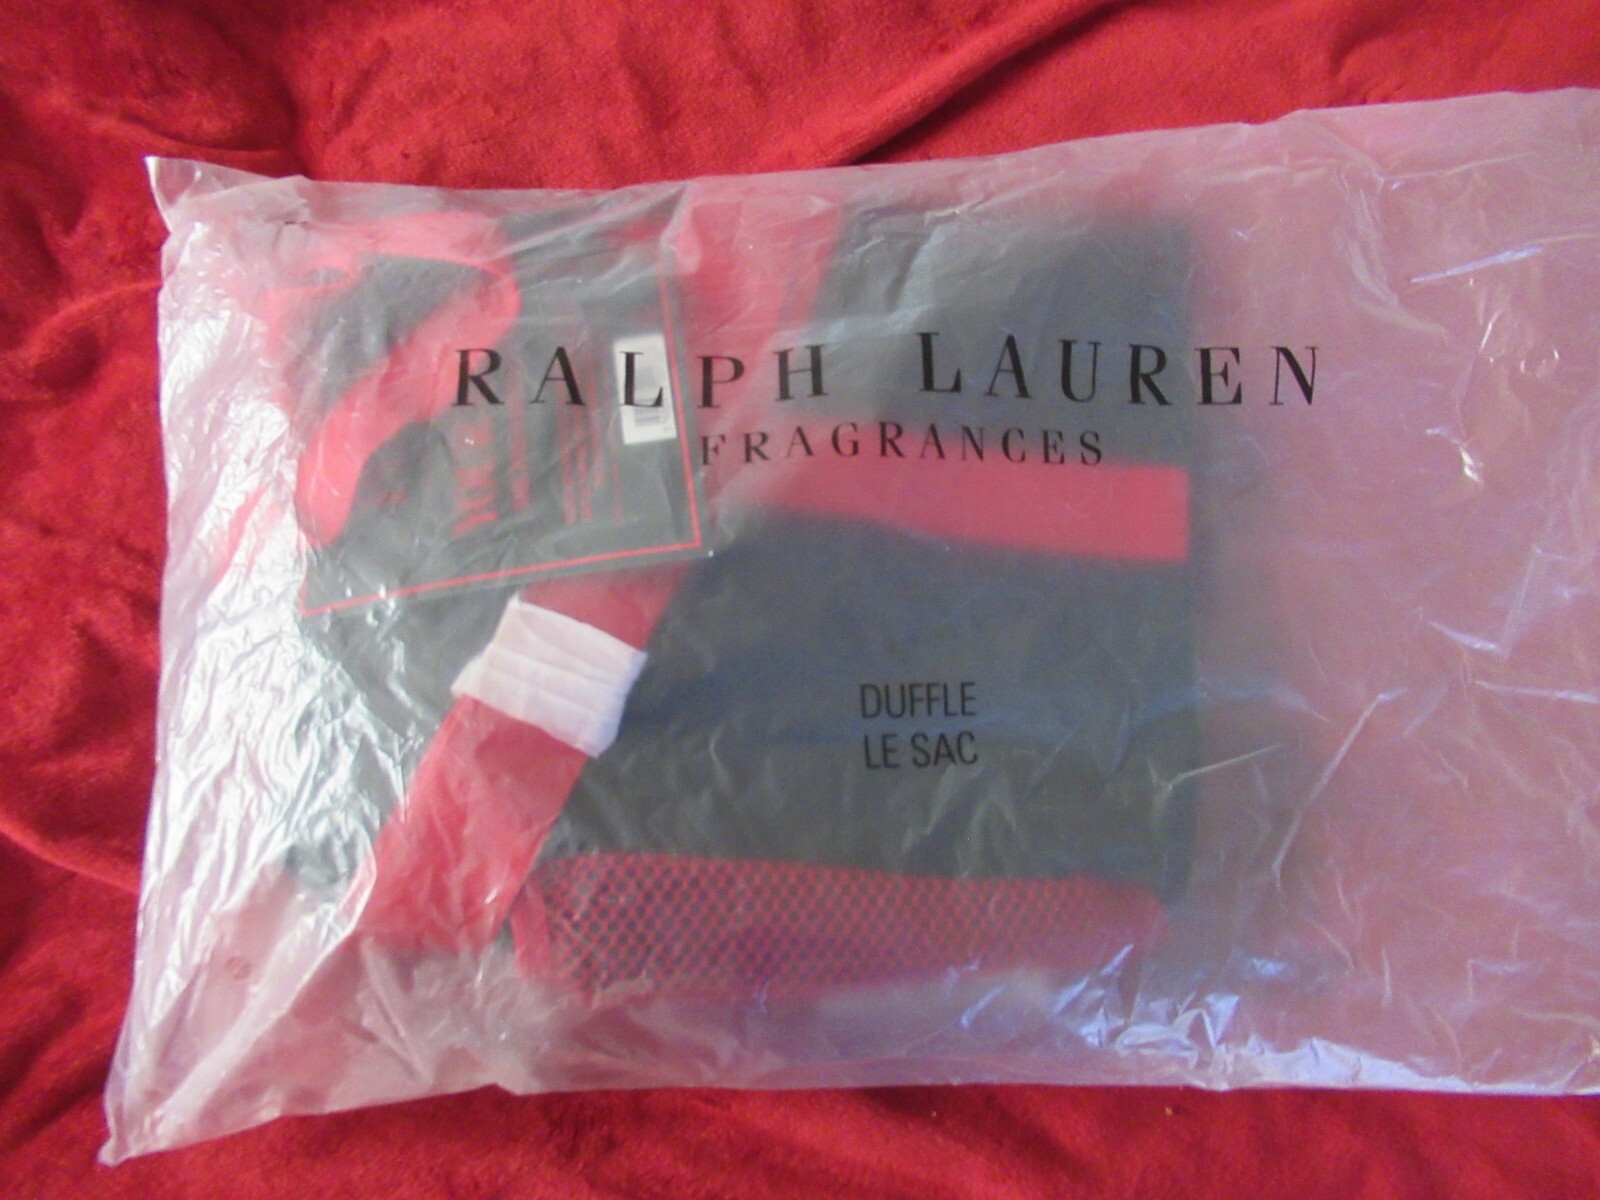 RALPH LAUREN
FRAGRANCES
DUFFLE
LE SAC